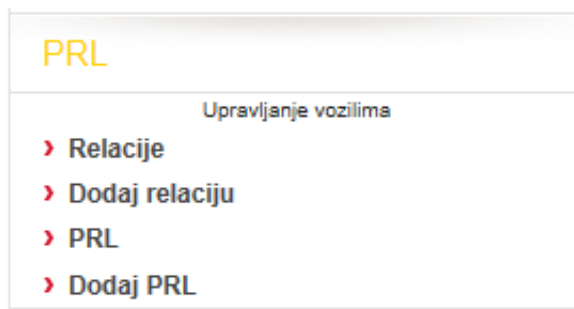 PRL
Upravljanje vozilima
Relacije
Dodaj relaciju
PRL
Dodaj PRL